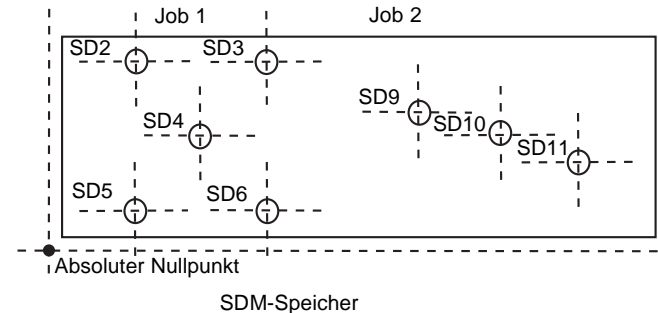 Job 1 Job 2
SD2 SD3
SD9
SD4 SD10
SD11
SD5 SD6
Absoluter Nullpunkt
SDM-Speicher